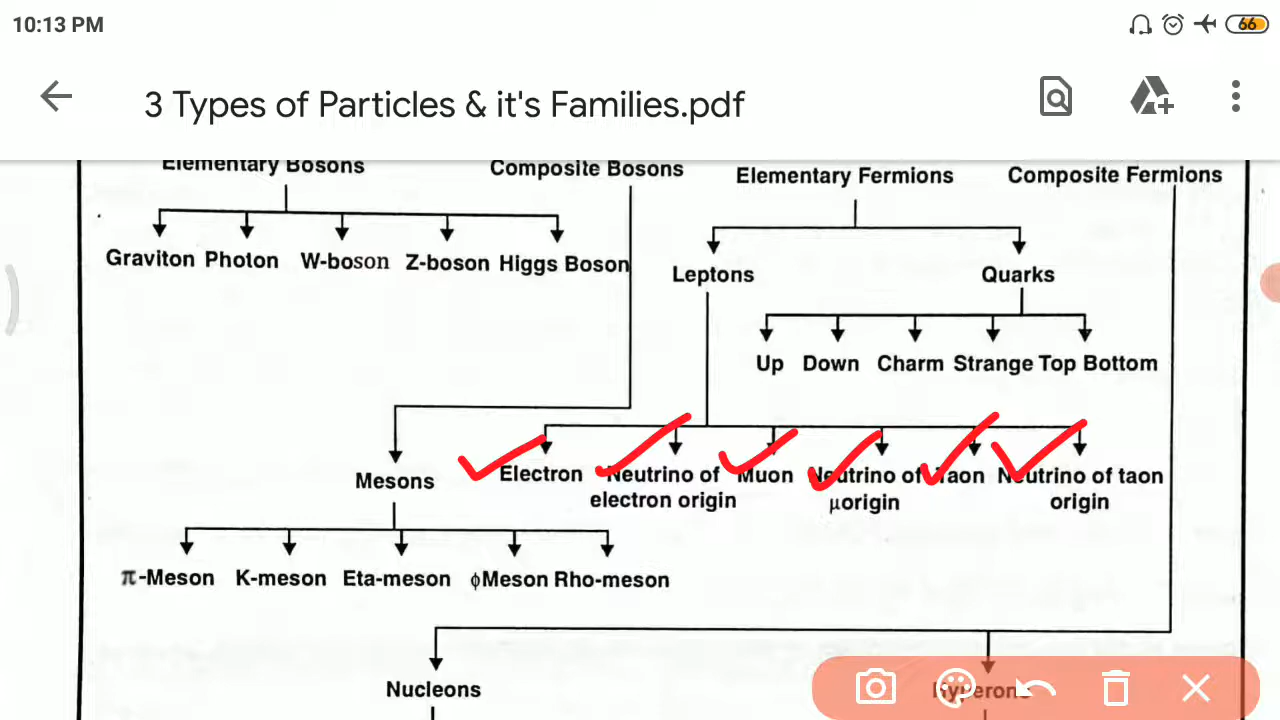 10:13 PM
66
3 Types of Particles & it's Families.pdf
Elementary Bosons
Composite Bosons
Elementary Fermions
Composite Fermions
Graviton Photon W-boson Z-boson Higgs Boson
Leptons
Quarks
Up Down Charm Strange Top Bottom
Mesons
Electron
Neutrino of
electron origin
Muon
Neutrino of
μorigin
Taon
Neutrino of taon
origin
π-Meson K-meson Eta-meson ϕMeson Rho-meson
Nucleons
Hyperons